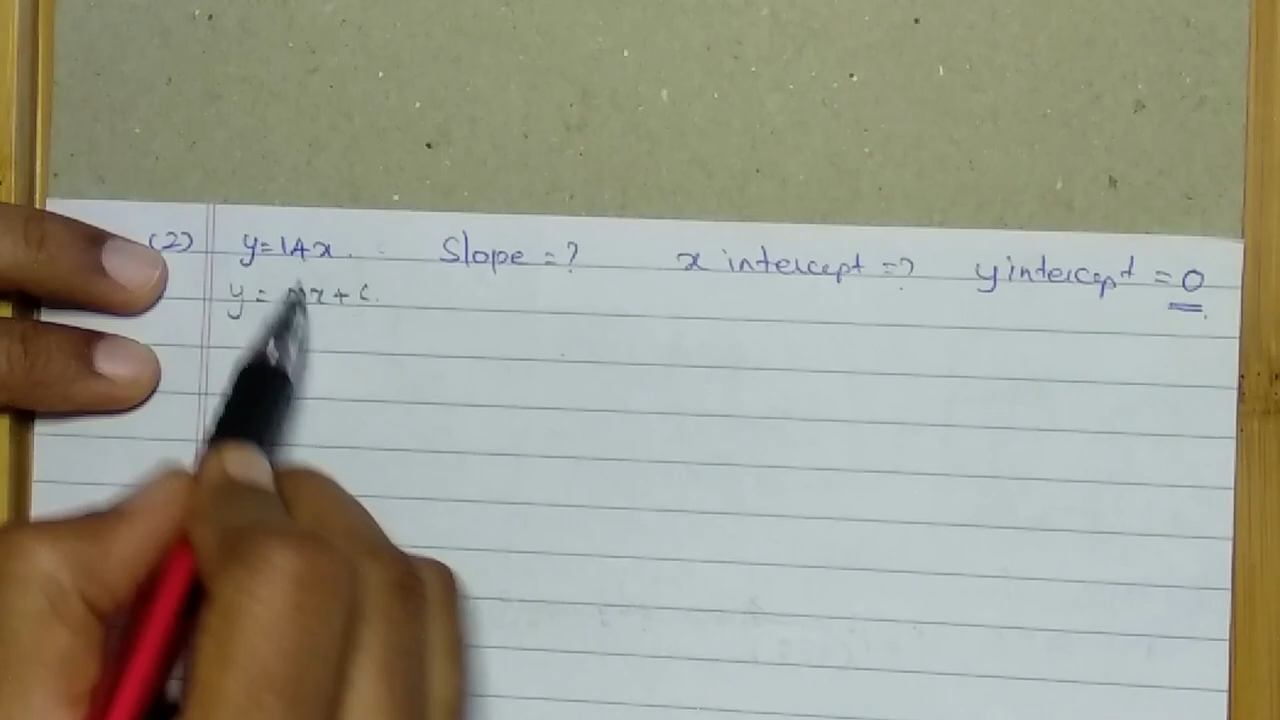 (2) y=14x. Slope =? x intercept =? y intercept = 0
y = mx + c.